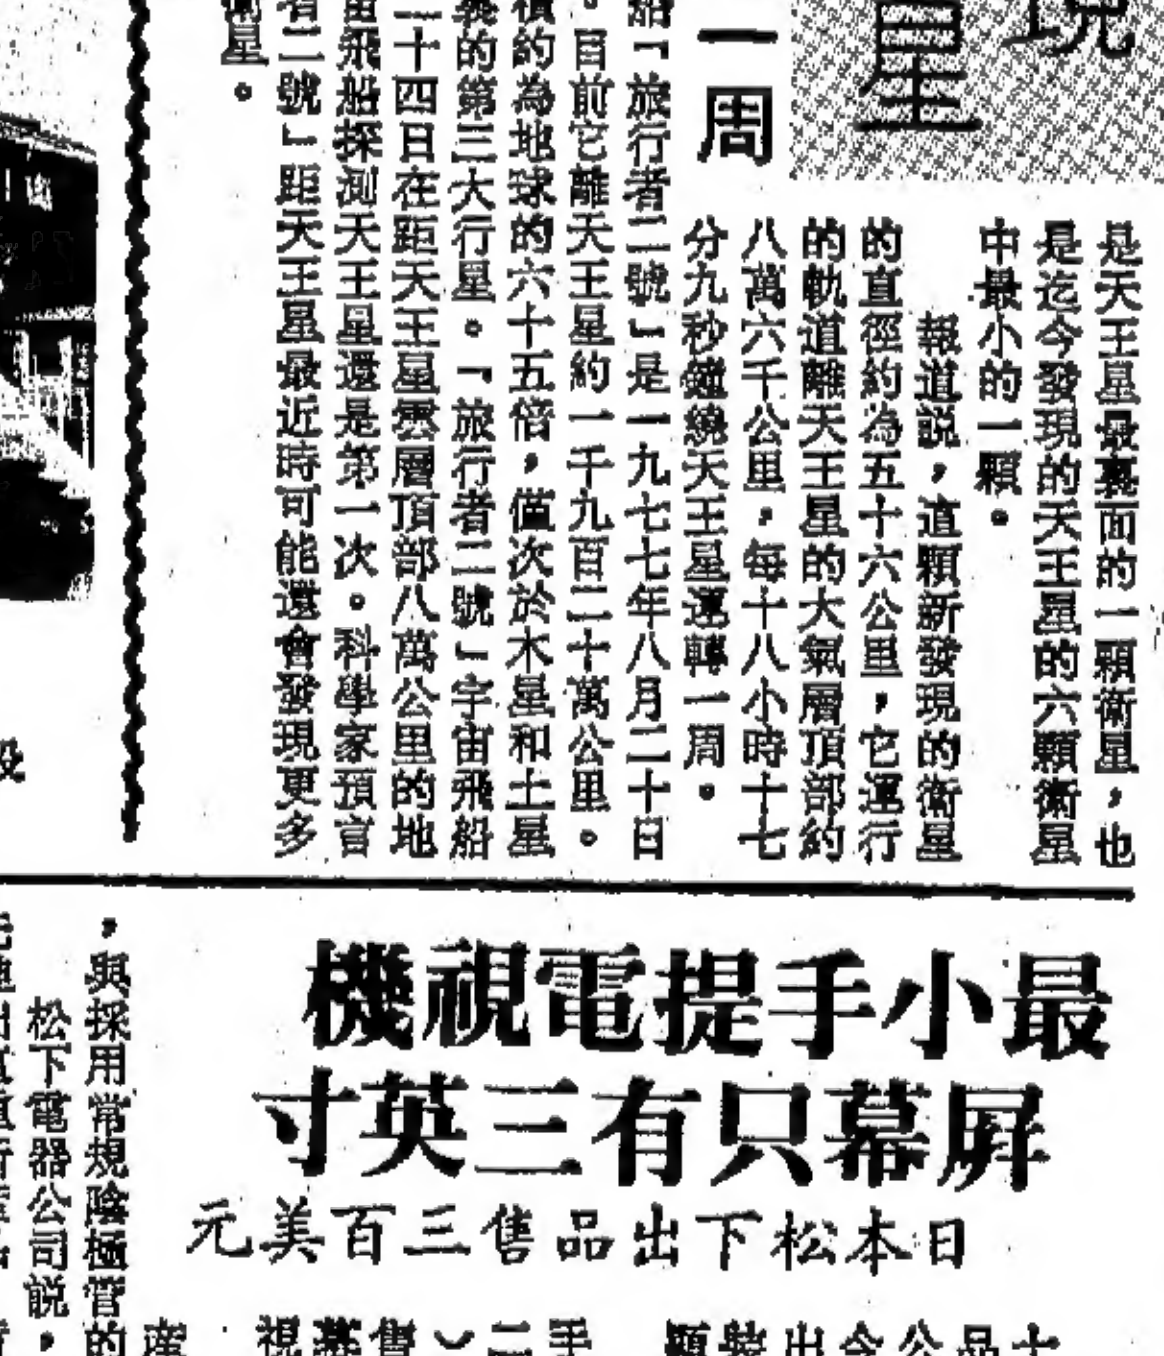 現
星
一周
是天王星最裏面的一顆衛星，也
是迄今發現的天王星的六顆衛星
中最小的一顆。
報道説，這顆新發現的衛星
的直徑約為五十六公里，它運行
的軌道離天王星的大氣層頂部約
八萬六千公里，每十八小時十七
分九秒鐘繞天王星運轉一周。
船「旅行者二號」是一九七七年八月二十日
。目前它離天王星約一千九百二十萬公里。
積約為地球的六十五倍，僅次於木星和土星
義的第三大行星。「旅行者二號」宇宙飛船
二十四日在距天王星雲層頂部八萬公里的地
宙飛船探測天王星還是第一次。科學家預言
者二號」距天王星最近時可能還會發現更多
衛星。
最小手提電視機
屏幕只有三英寸
日本松下出品售三百美元
，與採用常規陰極管的
松下電器公司説，